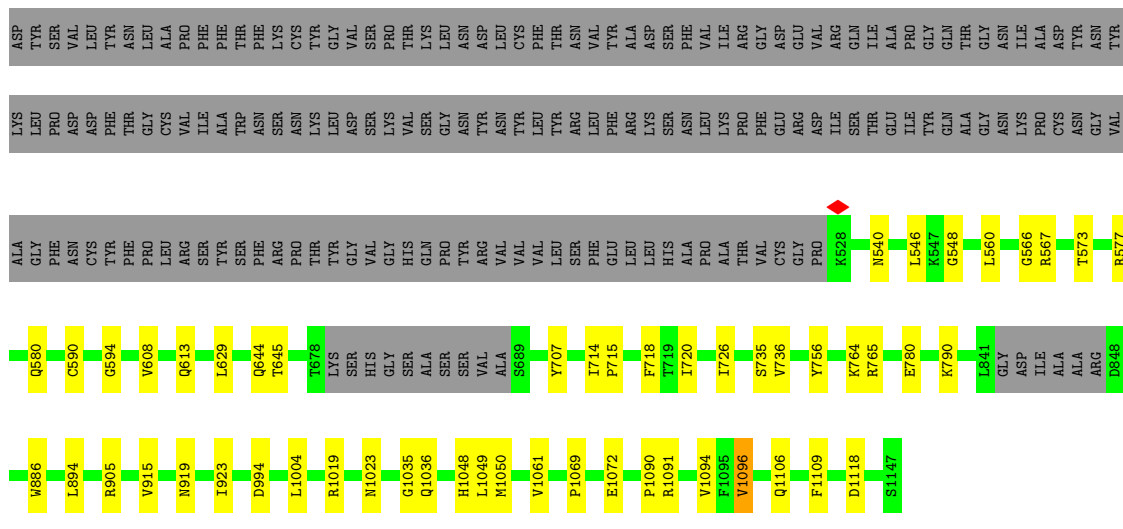 ASP TYR SER VAL LEU TYR ASN LEU ALA PRO PHE PHE THR PHE LYS CYS TYR GLY VAL SER PRO THR LYS LEU ASN ASP LEU CYS PHE THR ASN VAL TYR ALA ASP SER PHE VAL ILE ARG GLY ASP GLU VAL ARG GLN ILE ALA PRO GLY GLN THR GLY ASN ILE ALA ASP TYR ASN TYR
LYS LEU PRO ASP ASP PHE THR GLY CYS VAL ILE ALA TRP ASN SER ASN LYS LEU ASP SER LYS VAL SER GLY ASN TYR ASN TYR LEU TYR ARG LEU PHE ARG LYS SER ASN LEU LYS PRO PHE GLU ARG ASP ILE SER THR GLU ILE TYR GLN ALA GLY ASN LYS PRO CYS ASN GLY VAL
ALA GLY PHE ASN CYS TYR PHE PRO LEU ARG SER TYR SER PHE ARG PRO THR TYR GLY VAL GLY HIS GLN PRO TYR ARG VAL VAL VAL LEU SER PHE GLU LEU LEU HIS ALA PRO ALA THR VAL CYS GLY PRO K528 N540 L546 K547 G548 L560 G566 R567 T573 R577
Q580 C590 G594 V608 Q613 L629 Q644 T645 T678 LYS SER HIS GLY SER ALA SER SER VAL ALA S689 Y707 I714 P715 F718 T719 I720 I726 S735 V736 Y756 K764 R765 E780 K790 L841 GLY ASP ILE ALA ALA ARG D848
W886 L894 R905 V915 N919 I923 D994 L1004 R1019 N1023 G1035 Q1036 H1048 L1049 M1050 V1061 P1069 E1072 P1090 R1091 V1094 F1095 V1096 Q1106 F1109 D1118 S1147